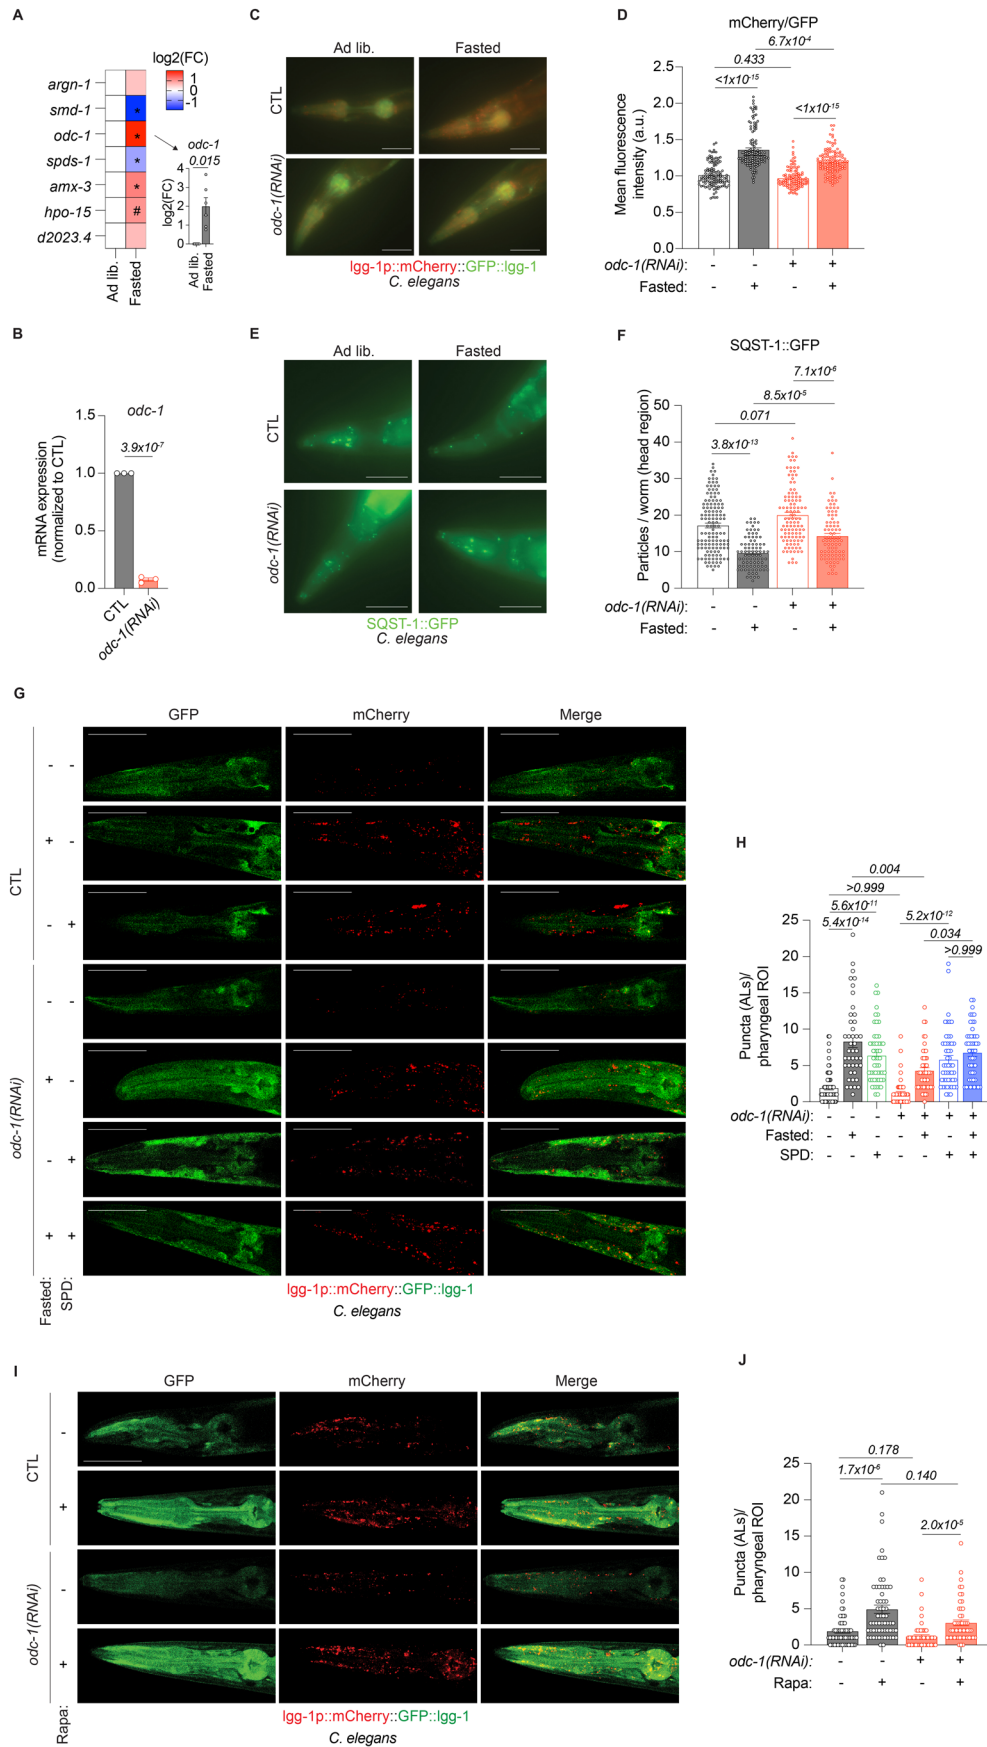 A
log2(FC)
1
0
-1
argn-1
smd-1 *
odc-1 *
spds-1 *
amx-3 *
hpo-15 #
d2023.4
Ad lib.
Fasted
odc-1
0.015
log2(FC)
4
3
2
1
0
Ad lib.
Fasted
B
odc-1
3.9x10-7
mRNA expression
(normalized to CTL)
1.5
1.0
0.5
0.0
CTL
odc-1(RNAi)
C
Ad lib. Fasted
CTL
odc-1(RNAi)
lgg-1p::mCherry::GFP::lgg-1
C. elegans
D
mCherry/GFP
6.7x10-4
0.433
<1x10-15
<1x10-15
Mean fluorescence
intensity (a.u.)
2.5
2.0
1.5
1.0
0.5
0.0
odc-1(RNAi): - - + +
Fasted: - + - +
E
Ad lib. Fasted
CTL
odc-1(RNAi)
SQST-1::GFP
C. elegans
F
SQST-1::GFP
7.1x10-6
8.5x10-5
0.071
3.8x10-13
Particles / worm (head region)
50
40
30
20
10
0
odc-1(RNAi): - - + +
Fasted: - + - +
G
GFP mCherry Merge
CTL
- -
+ -
- +
odc-1(RNAi)
- -
+ -
- +
+ +
Fasted:
SPD:
lgg-1p::mCherry::GFP::lgg-1
C. elegans
H
0.004
>0.999
5.6x10-11
5.4x10-14
5.2x10-12
0.034
>0.999
Puncta (ALs)/
pharyngeal ROI
25
20
15
10
5
0
odc-1(RNAi): - - - + + + +
Fasted: - + - - + - +
SPD: - - + - - + +
I
GFP mCherry Merge
CTL
-
+
odc-1(RNAi)
-
+
Rapa:
lgg-1p::mCherry::GFP::lgg-1
C. elegans
J
0.178
1.7x10-6
0.140
2.0x10-5
Puncta (ALs)/
pharyngeal ROI
25
20
15
10
5
0
odc-1(RNAi): - - + +
Rapa: - + - +